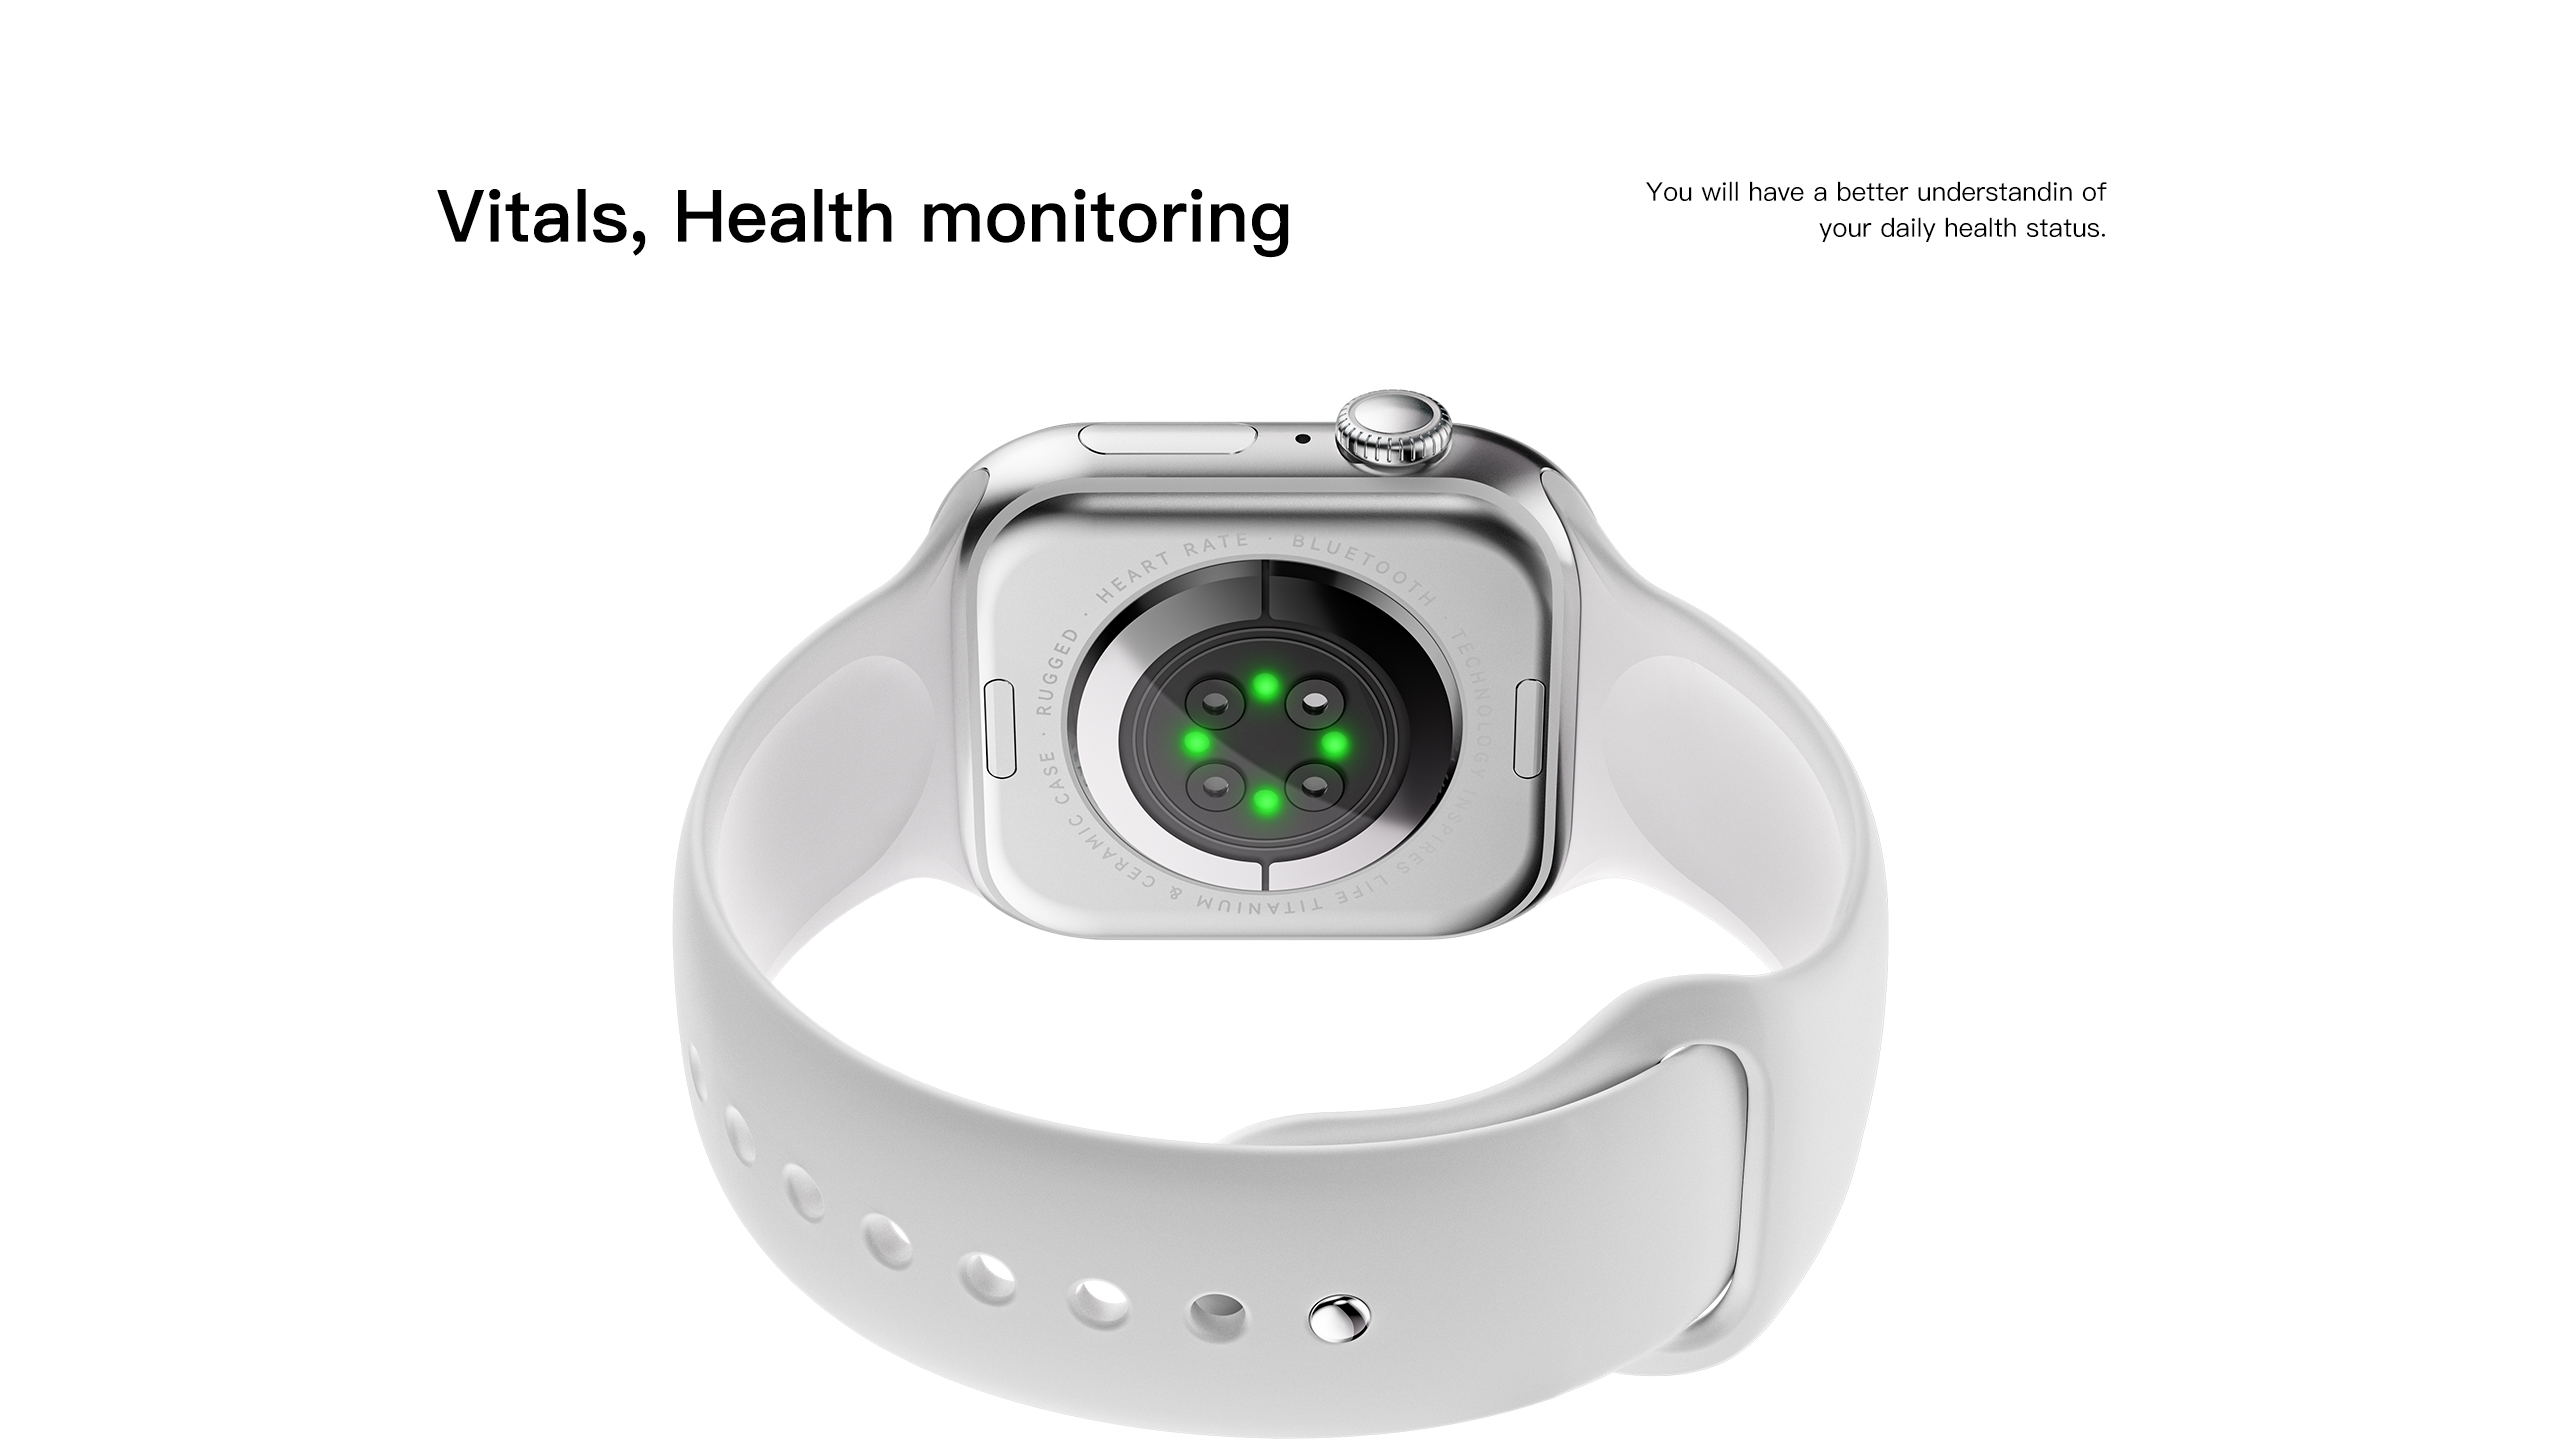 Vitals, Health monitoring
You will have a better understandin of
your daily health status.
HEART RATE · BLUETOOTH · TECHNOLOGY INSPIRES LIFE TITANIUM & CERAMIC CASE · RUGGED ·